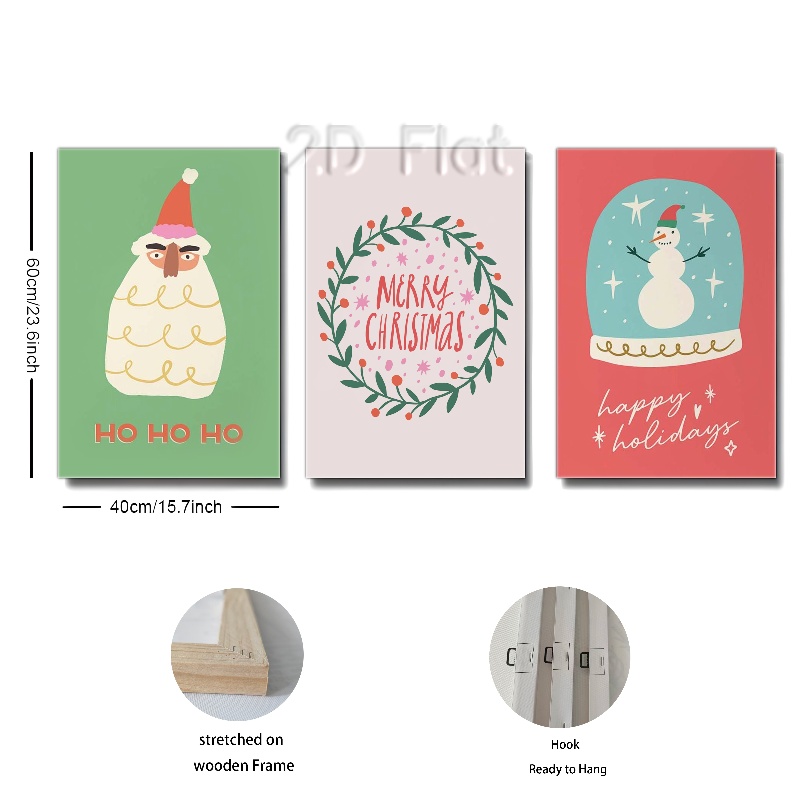 2.D Flat.
60cm/23.6inch
HO HO HO
MERRY
CHRISTMAS
happy
holidays
40cm/15.7inch
stretched on
wooden Frame
Hook
Ready to Hang